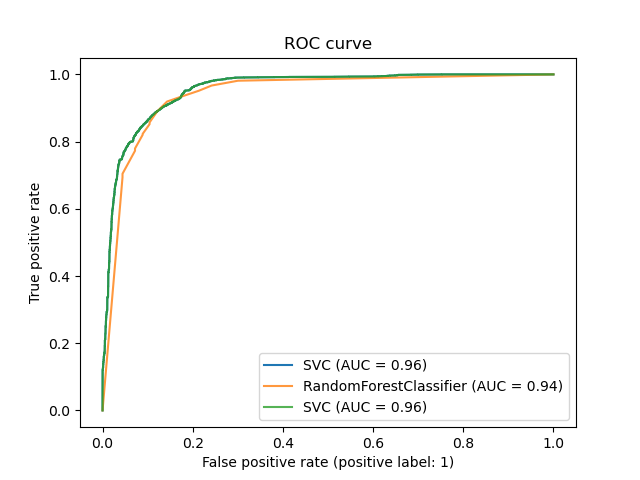 ROC curve
True positive rate
1.0
0.8
0.6
0.4
0.2
0.0
SVC (AUC = 0.96)
RandomForestClassifier (AUC = 0.94)
SVC (AUC = 0.96)
0.0 0.2 0.4 0.6 0.8 1.0
False positive rate (positive label: 1)